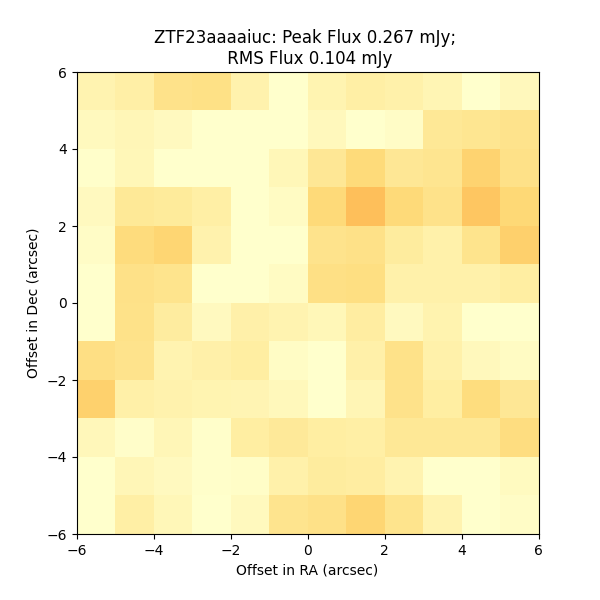 ZTF23aaaaiuc: Peak Flux 0.267 mJy;
RMS Flux 0.104 mJy
6
4
2
0
−2
−4
−6
Offset in Dec (arcsec)
−6 −4 −2 0 2 4 6
Offset in RA (arcsec)